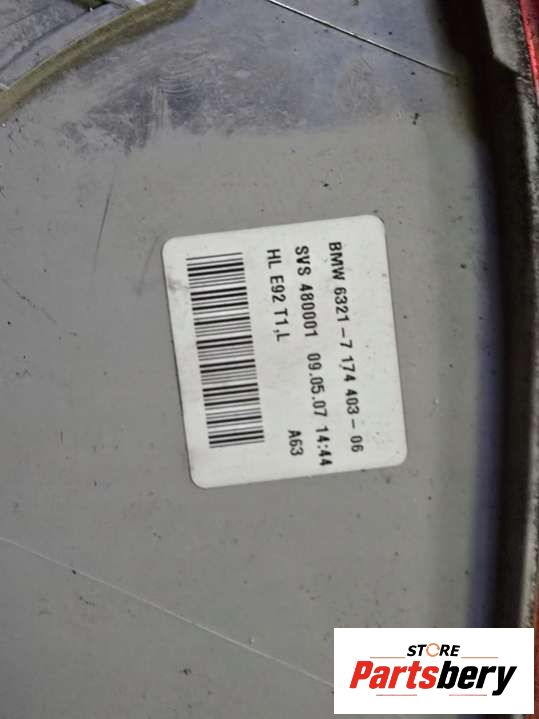 BMW 6321-7 174 403-06
SVS 480001 09.05.07 14:44
HL E92 T1,L A63
STORE
Partsbery